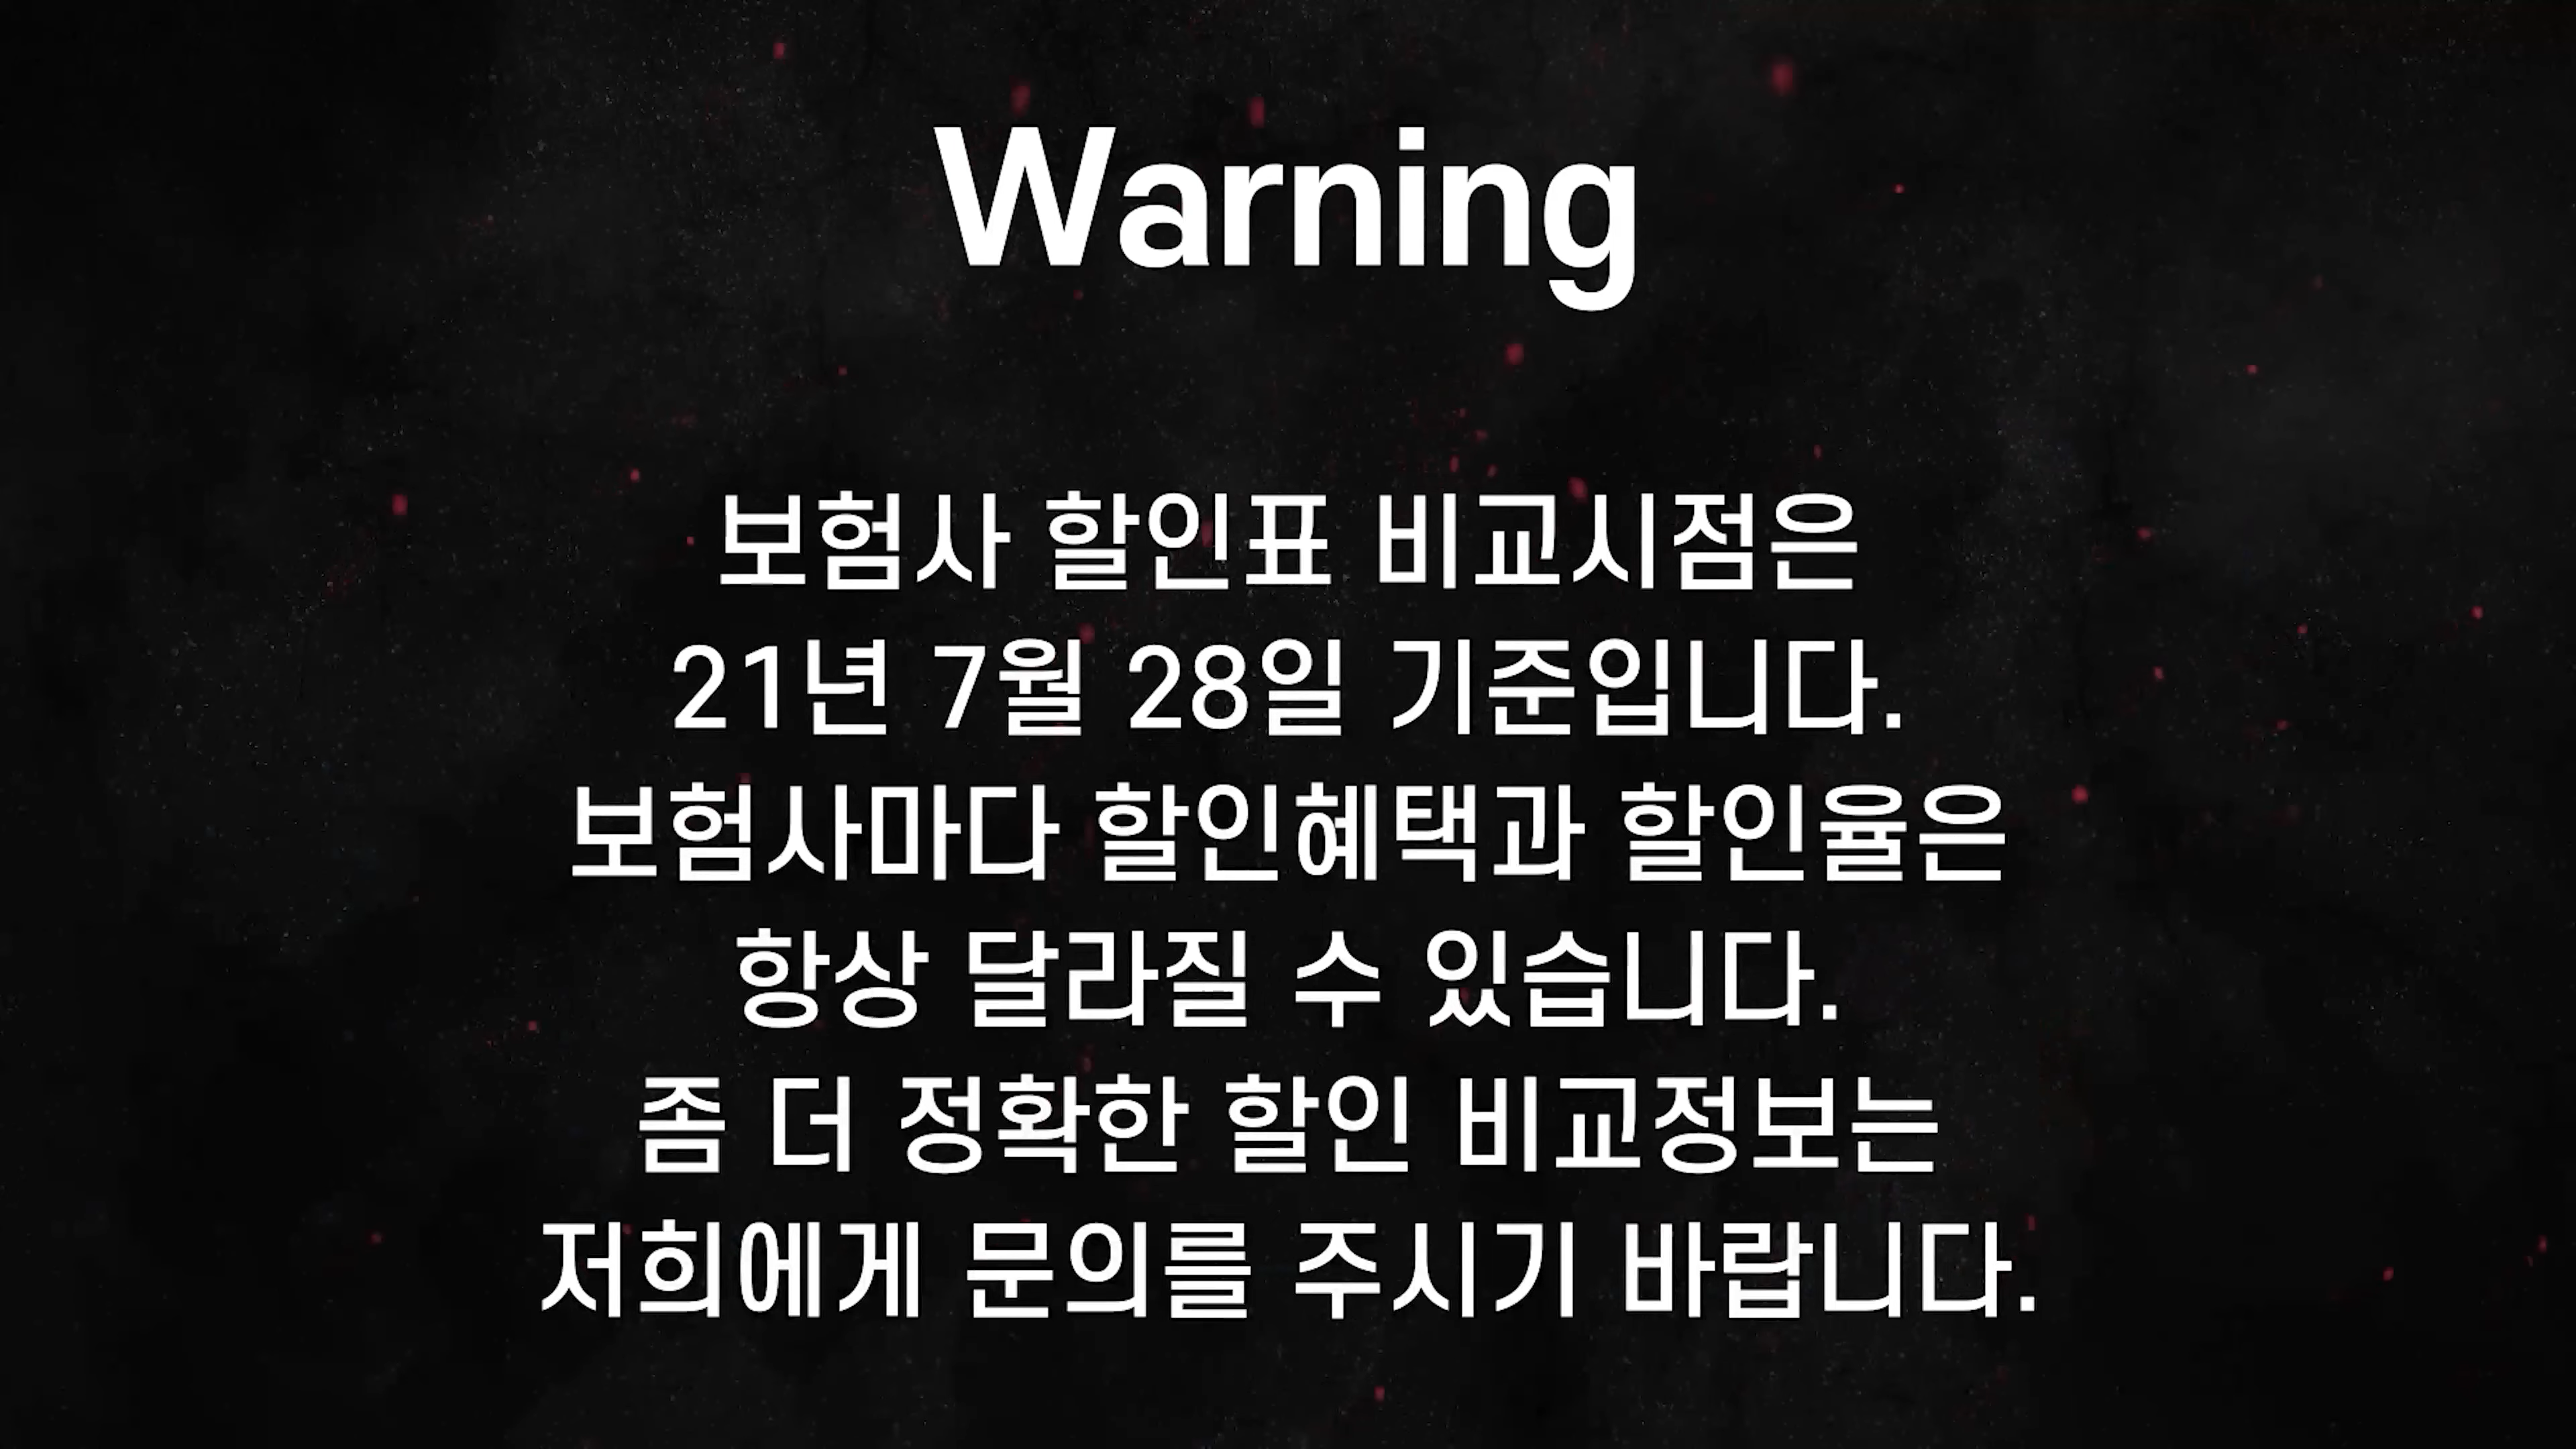 Warning
보험사 할인표 비교시점은
21년 7월 28일 기준입니다.
보험사마다 할인혜택과 할인율은
항상 달라질 수 있습니다.
좀 더 정확한 할인 비교정보는
저희에게 문의를 주시기 바랍니다.